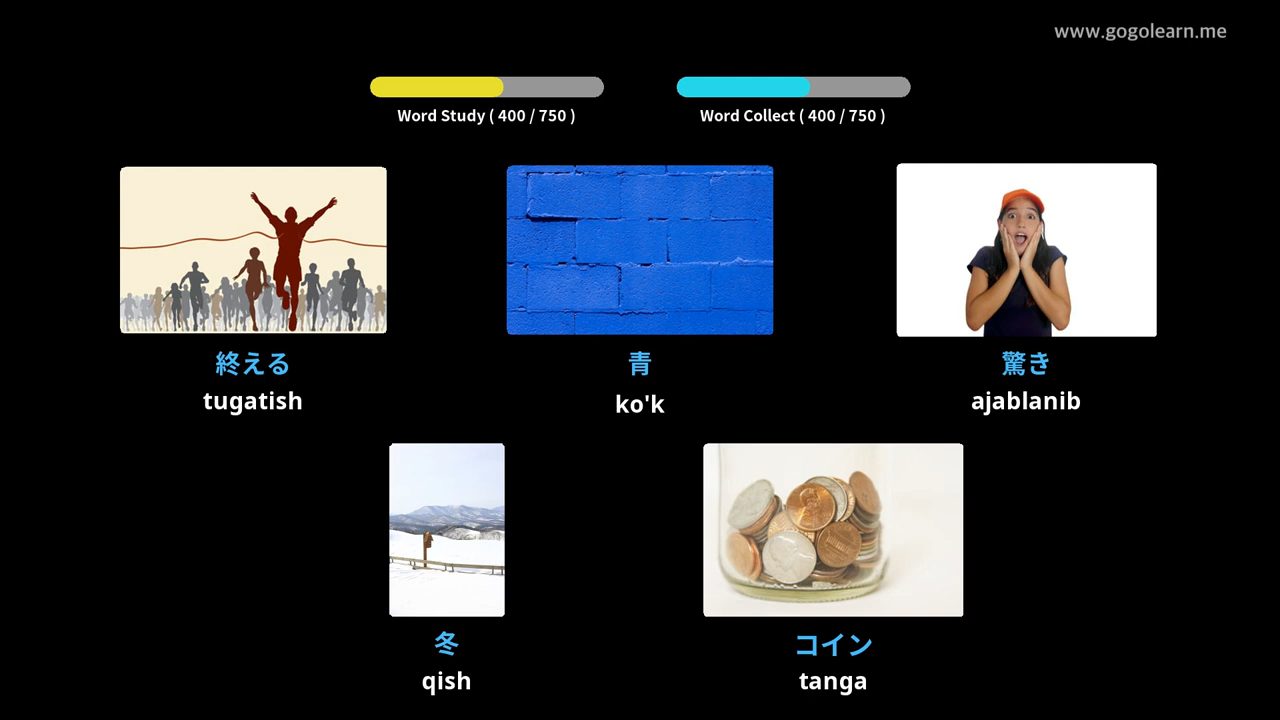 www.gogolearn.me
Word Study ( 400 / 750 )
Word Collect ( 400 / 750 )
終える
tugatish
青
ko'k
驚き
ajablanib
冬
qish
コイン
tanga